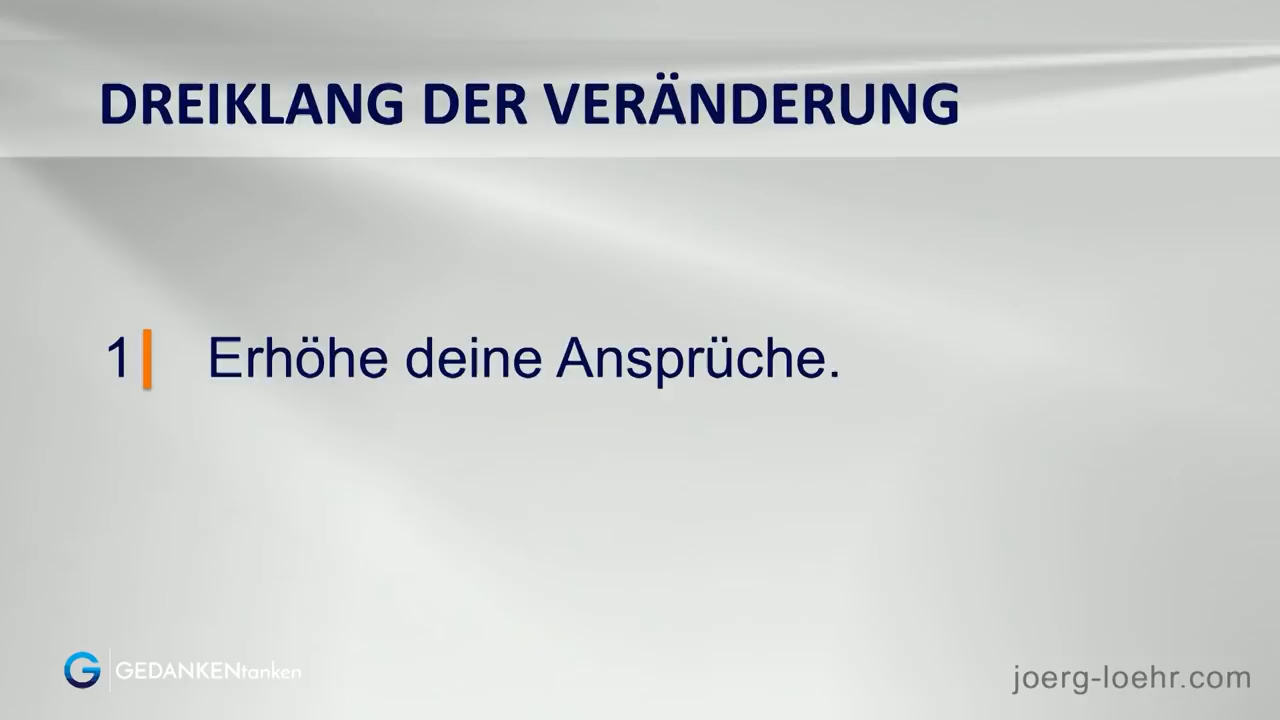 DREIKLANG DER VERÄNDERUNG
1 Erhöhe deine Ansprüche.
G GEDANKENtanken
joerg-loehr.com